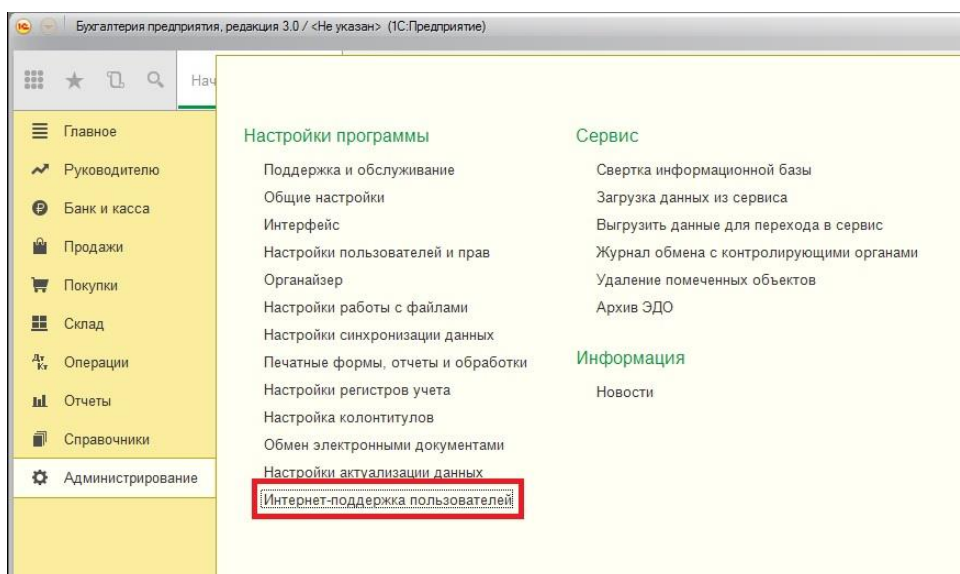 Бухгалтерия предприятия, редакция 3.0 / <Не указан> (1С:Предприятие)
Нач
Главное
Руководителю
Банк и касса
Продажи
Покупки
Склад
Дт Кт
Операции
Отчеты
Справочники
Администрирование
Настройки программы
Поддержка и обслуживание
Общие настройки
Интерфейс
Настройки пользователей и прав
Органайзер
Настройки работы с файлами
Настройки синхронизации данных
Печатные формы, отчеты и обработки
Настройки регистров учета
Настройка колонтитулов
Обмен электронными документами
Настройки актуализации данных
Интернет-поддержка пользователей
Сервис
Свертка информационной базы
Загрузка данных из сервиса
Выгрузить данные для перехода в сервис
Журнал обмена с контролирующими органами
Удаление помеченных объектов
Архив ЭДО
Информация
Новости